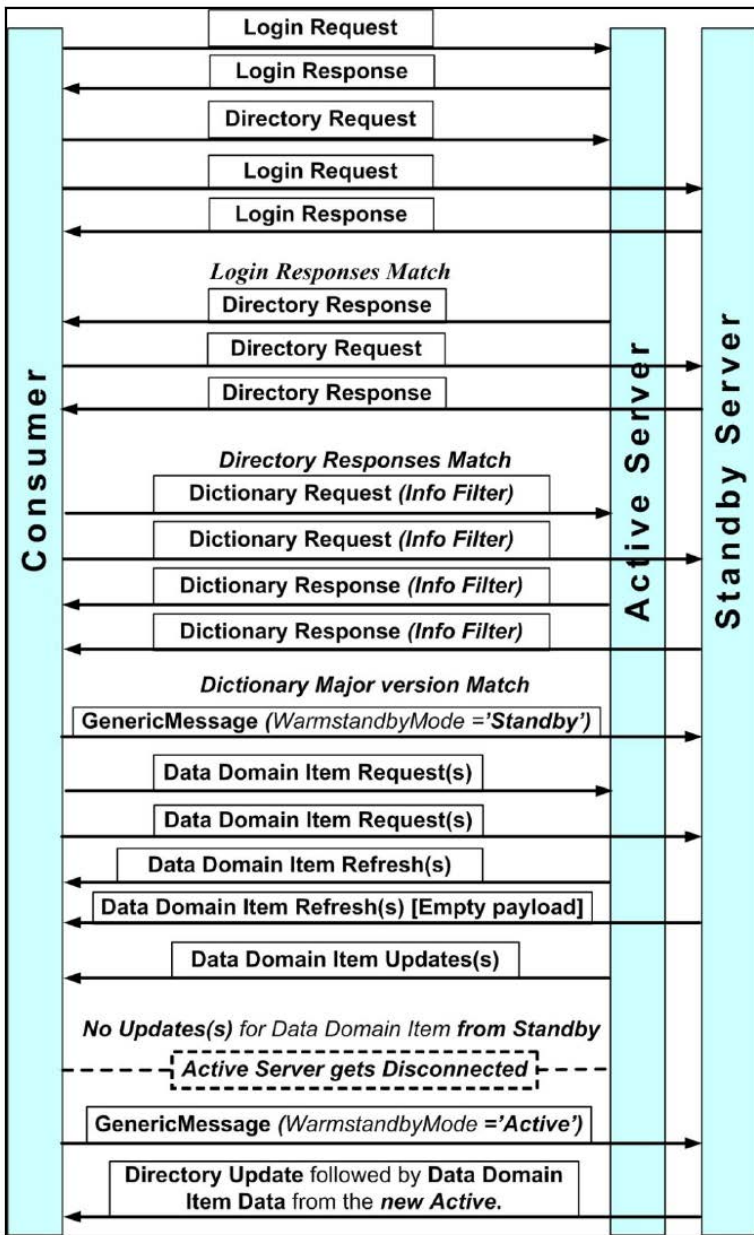 Login Request
Login Response
Directory Request
Login Request
Login Response
Login Responses Match
Directory Response
Directory Request
Directory Response
Directory Responses Match
Dictionary Request (Info Filter)
Dictionary Request (Info Filter)
Dictionary Response (Info Filter)
Dictionary Response (Info Filter)
Dictionary Major version Match
GenericMessage (WarmstandbyMode =’Standby’)
Data Domain Item Request(s)
Data Domain Item Request(s)
Data Domain Item Refresh(s)
Data Domain Item Refresh(s) [Empty payload]
Data Domain Item Updates(s)
No Updates(s) for Data Domain Item from Standby
Active Server gets Disconnected
GenericMessage (WarmstandbyMode =’Active’)
Directory Update followed by Data Domain
Item Data from the new Active.
Consumer
Active Server
Standby Server